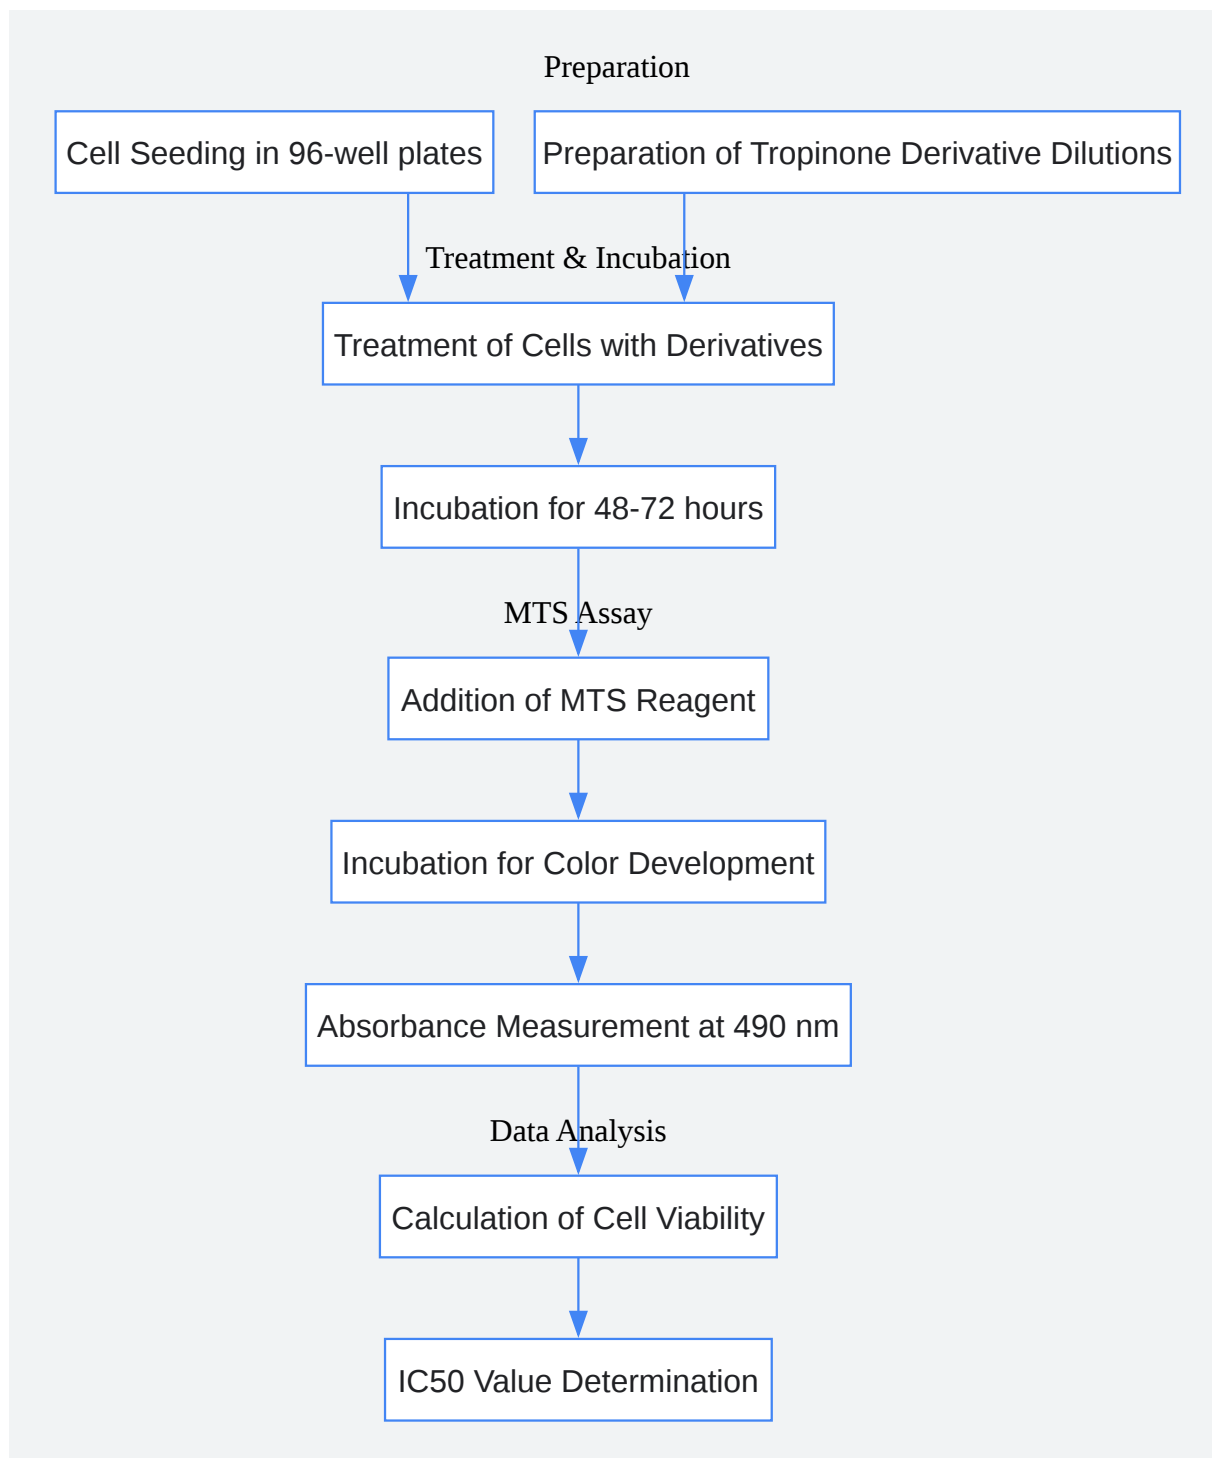 Preparation
Cell Seeding in 96-well plates
Preparation of Tropinone Derivative Dilutions
Treatment & Incubation
Treatment of Cells with Derivatives
Incubation for 48-72 hours
MTS Assay
Addition of MTS Reagent
Incubation for Color Development
Absorbance Measurement at 490 nm
Data Analysis
Calculation of Cell Viability
IC50 Value Determination